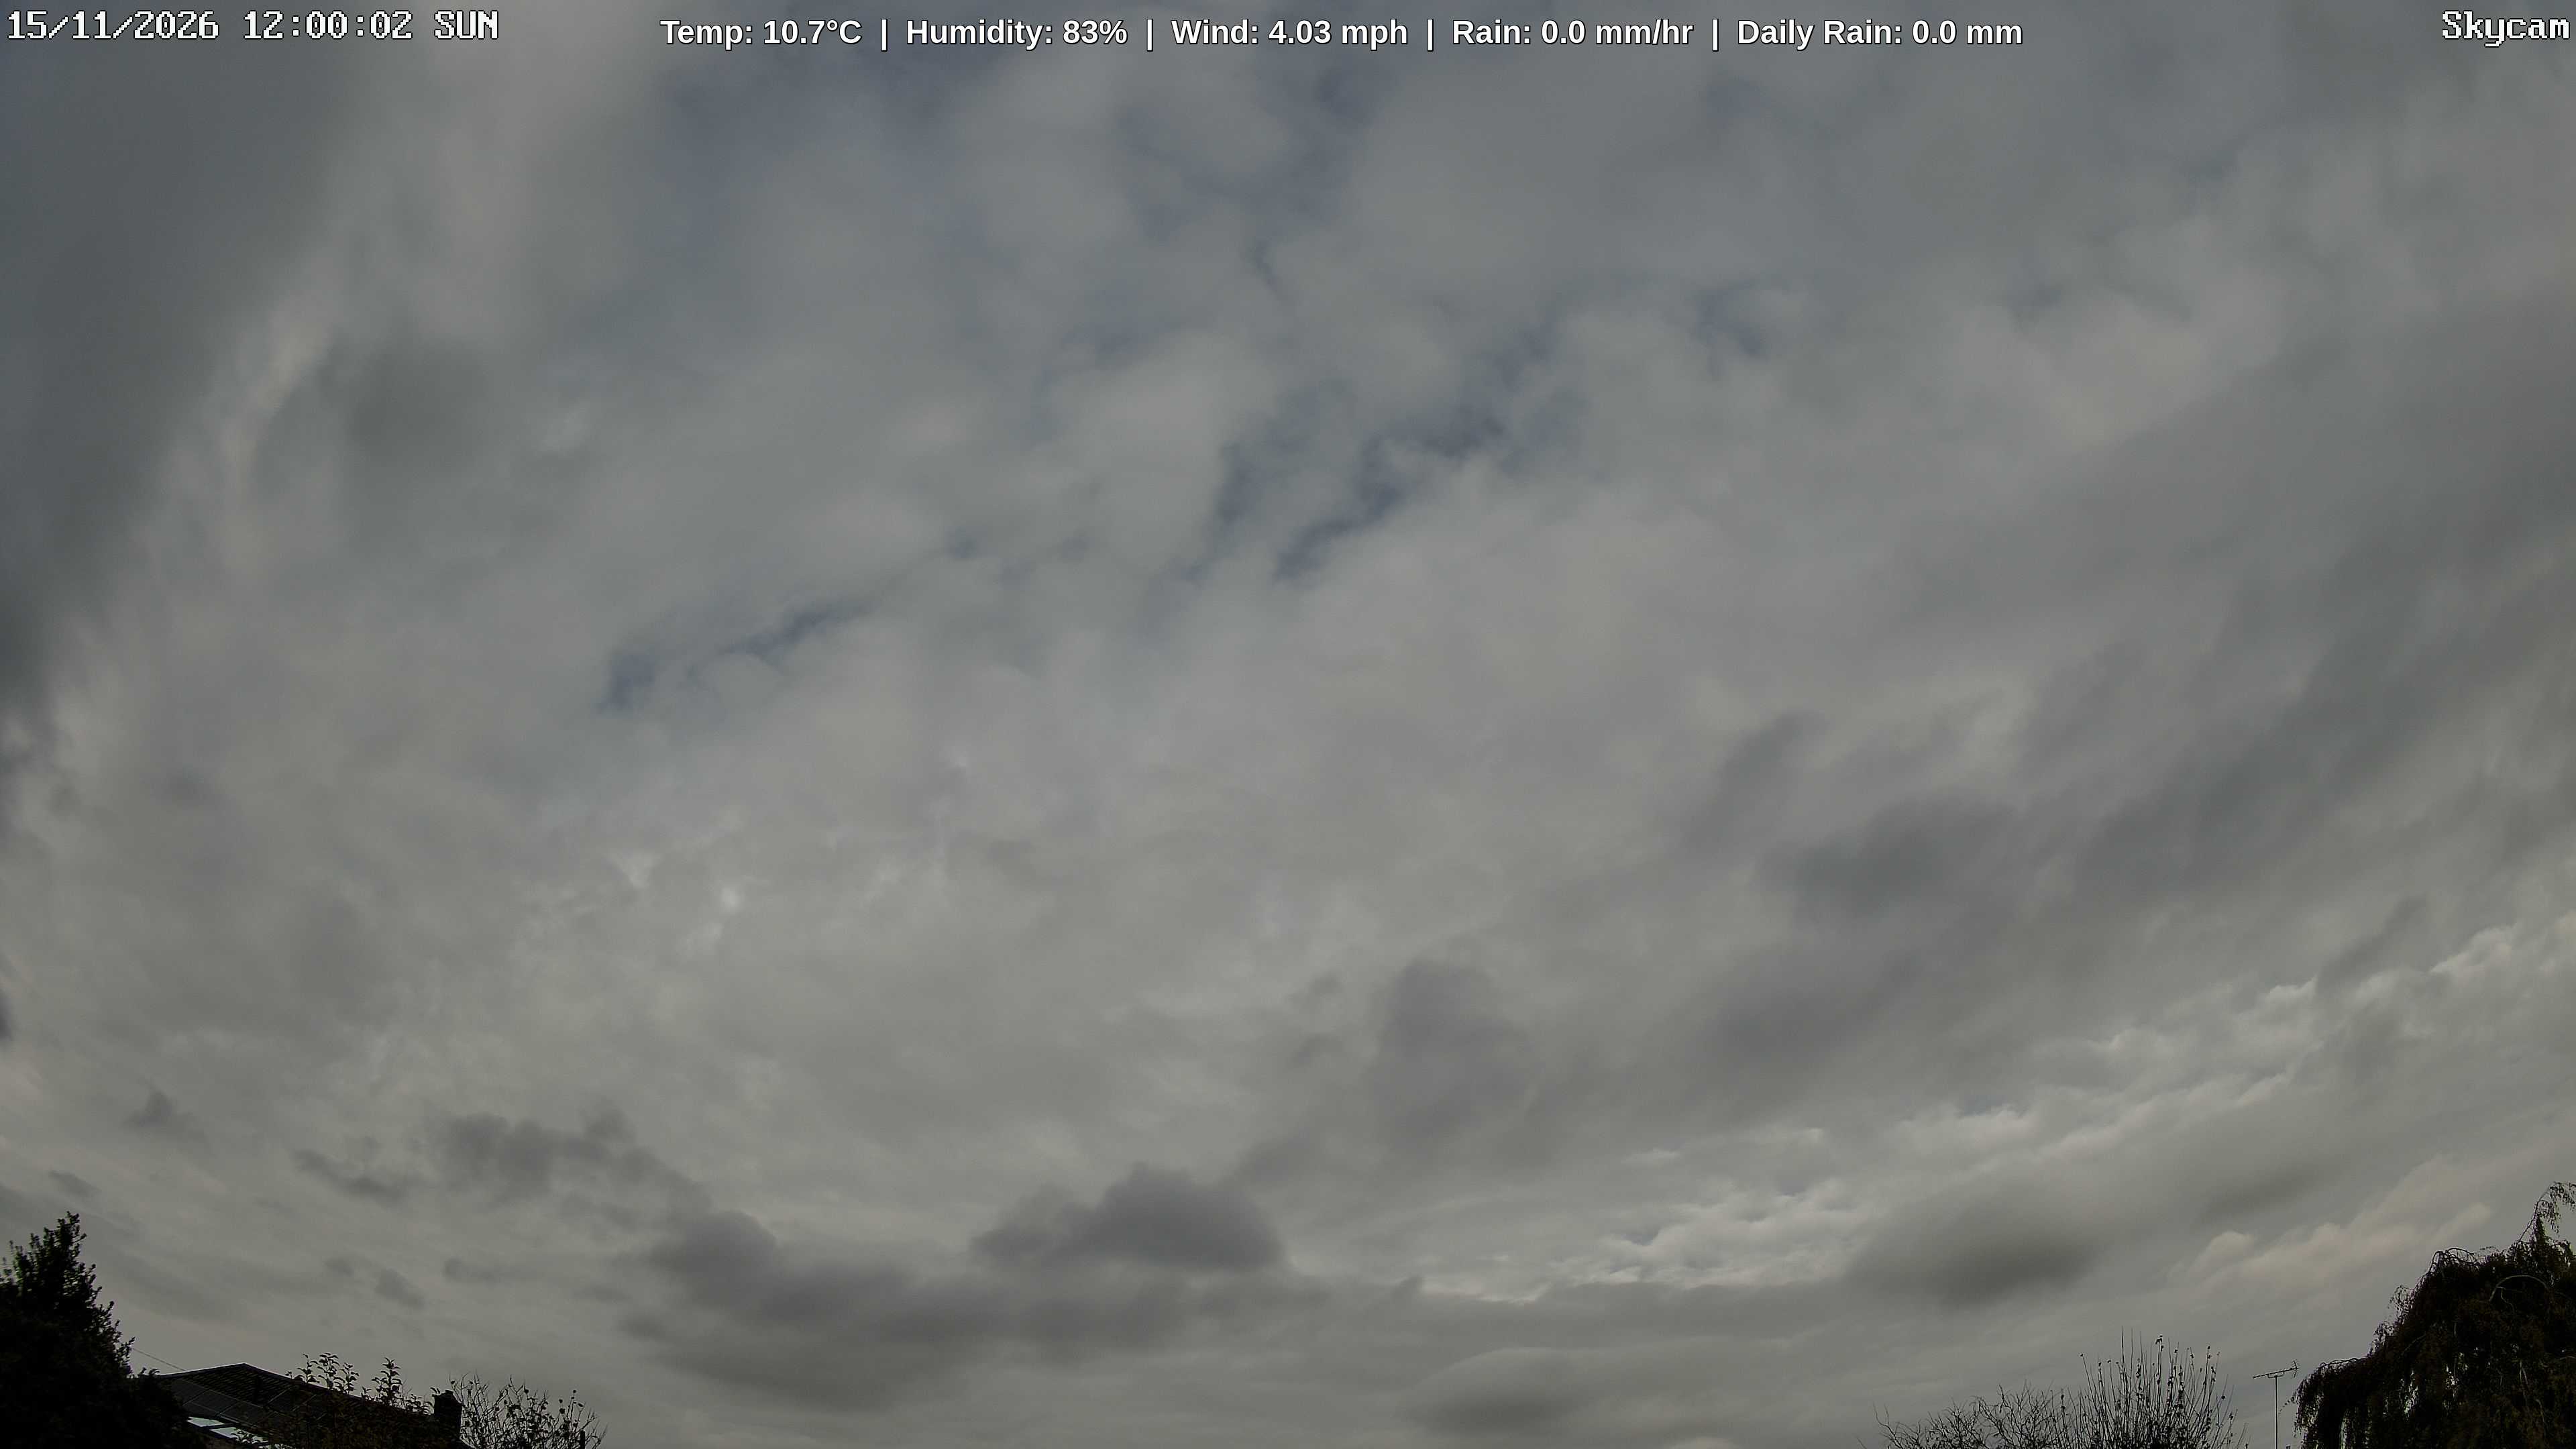 15/11/2026 12:00:02 SUN
Temp: 10.7°C | Humidity: 83% | Wind: 4.03 mph | Rain: 0.0 mm/hr | Daily Rain: 0.0 mm
Skycam